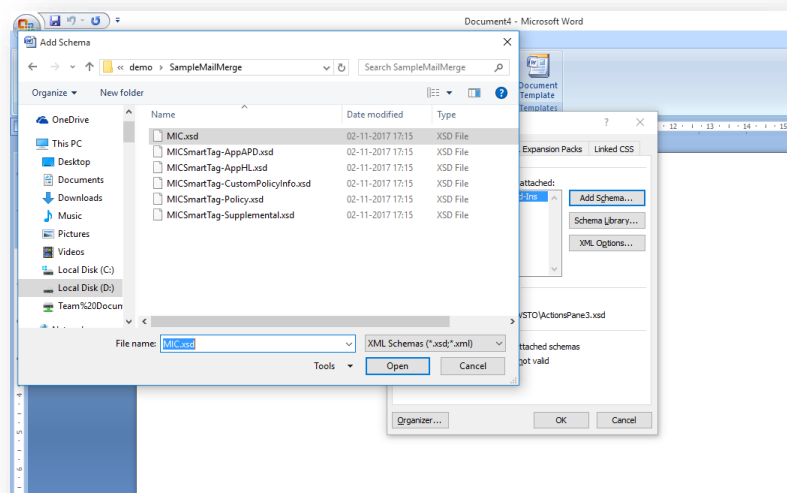 Document4 - Microsoft Word
Add Schema
« demo › SampleMailMerge
Search SampleMailMerge
Organize
New folder
OneDrive
This PC
Desktop
Documents
Downloads
Music
Pictures
Videos
Local Disk (C:)
Local Disk (D:)
Team%20Docum
Name Date modified Type
MIC.xsd 02-11-2017 17:15 XSD File
MICSmartTag-AppAPD.xsd 02-11-2017 17:15 XSD File
MICSmartTag-AppHL.xsd 02-11-2017 17:15 XSD File
MICSmartTag-CustomPolicyInfo.xsd 02-11-2017 17:15 XSD File
MICSmartTag-Policy.xsd 02-11-2017 17:15 XSD File
MICSmartTag-Supplemental.xsd 02-11-2017 17:15 XSD File
File name: MIC.xsd XML Schemas (*.xsd;*.xml)
Tools Open Cancel
Document
Template
Templates
· 12 · ı · 13 · ı · 14 · ı · 15
Expansion Packs Linked CSS
attached:
d-Ins
Add Schema...
Schema Library...
XML Options...
VSTO\ActionsPane3.xsd
ttached schemas
not valid
Organizer... OK Cancel